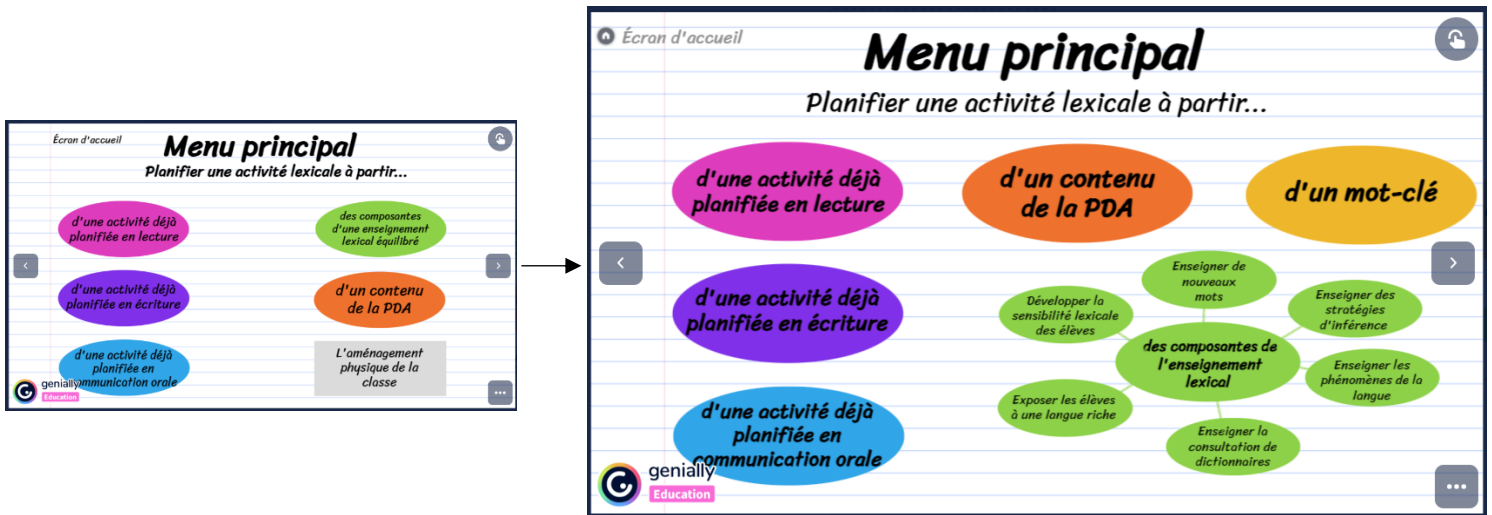 Écran d'accueil
Menu principal
Planifier une activité lexicale à partir...
d'une activité déjà
planifiée en lecture
des composantes
d'une enseignement
lexical équilibré
d'une activité déjà
planifiée en écriture
d'un contenu
de la PDA
d'une activité déjà
planifiée en
communication orale
L'aménagement
physique de la
classe
genially
Education
Écran d'accueil
Menu principal
Planifier une activité lexicale à partir...
d'une activité déjà
planifiée en lecture
d'un contenu
de la PDA
d'un mot-clé
d'une activité déjà
planifiée en écriture
Développer la
sensibilité lexicale
des élèves
Enseigner de
nouveaux
mots
Enseigner des
stratégies
d'inférence
des composantes de
l'enseignement
lexical
Enseigner les
phénomènes de la
langue
Exposer les élèves
à une langue riche
Enseigner la
consultation de
dictionnaires
d'une activité déjà
planifiée en
communication orale
genially
Education